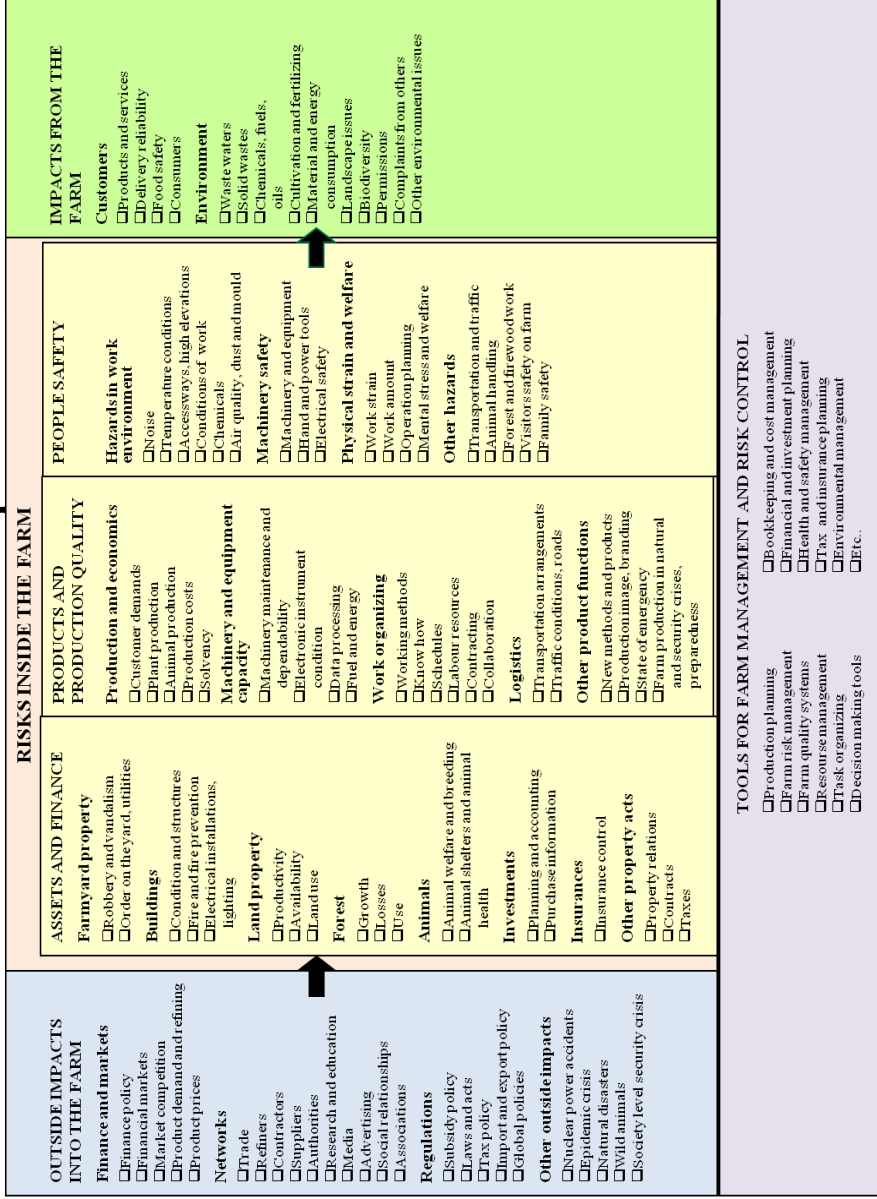 OUTSIDE IMPACTS
INTO THE FARM
Finance and markets
❑Finance policy
❑Financial markets
❑Market competition
❑Product demand and refining
❑Product prices
Networks
❑Trade
❑Refiners
❑Contractors
❑Suppliers
❑Authorities
❑Research and education
❑Media
❑Advertising
❑Social relationships
❑Associations
Regulations
❑Subsidy policy
❑Laws and acts
❑Tax policy
❑Import and export policy
❑Global policies
Other outside impacts
❑Nuclear power accidents
❑Epidemic crisis
❑Natural disasters
❑Wild animals
❑Society level security crisis
RISKS INSIDE THE FARM
ASSETS AND FINANCE
Farmyard property
❑Robbery and vandalism
❑Order on the yard, utilities
Buildings
❑Condition and structures
❑Fire and fire prevention
❑Electrical installations,
lighting
Land property
❑Productivity
❑Availability
❑Land use
Forest
❑Growth
❑Losses
❑Use
Animals
❑Animal welfare and breeding
❑Animal shelters and animal
health
Investments
❑Planning and accounting
❑Purchase information
Insurances
❑Insurance control
Other property acts
❑Property relations
❑Contracts
❑Taxes
PRODUCTS AND
PRODUCTION QUALITY
Production and economics
❑Customer demands
❑Plant production
❑Animal production
❑Production costs
❑Solvency
Machinery and equipment
capacity
❑Machinery maintenance and
dependability
❑Electronic instrument
condition
❑Data processing
❑Fuel and energy
Work organizing
❑Working methods
❑Know how
❑Schedules
❑Labour resources
❑Contracting
❑Collaboration
Logistics
❑Transportation arrangements
❑Traffic conditions, roads
Other product functions
❑New methods and products
❑Production image, branding
❑State of emergency
❑Farm production in natural
and security crises,
preparedness
PEOPLE SAFETY
Hazards in work
environment
❑Noise
❑Temperature conditions
❑Accessways, high elevations
❑Conditions of work
❑Chemicals
❑Air quality, dust and mould
Machinery safety
❑Machinery and equipment
❑Hand and power tools
❑Electrical safety
Physical strain and welfare
❑Work strain
❑Work amount
❑Operation planning
❑Mental stress and welfare
Other hazards
❑Transportation and traffic
❑Animal handling
❑Forest and firewood work
❑Visitors safety on farm
❑Family safety
IMPACTS FROM THE
FARM
Customers
❑Products and services
❑Delivery reliability
❑Food safety
❑Consumers
Environment
❑Waste waters
❑Solid wastes
❑Chemicals, fuels,
oils
❑Cultivation and fertilizing
❑Material and energy
consumption
❑Landscape issues
❑Biodiversity
❑Permissions
❑Complaints from others
❑Other environmental issues
TOOLS FOR FARM MANAGEMENT AND RISK CONTROL
❑Production planning
❑Farm risk management
❑Farm quality systems
❑Resourse management
❑Task organizing
❑Decision making tools
❑Bookkeeping and cost management
❑Financial and investment planning
❑Health and safety management
❑Tax and insurance planning
❑Environmental management
❑Etc..